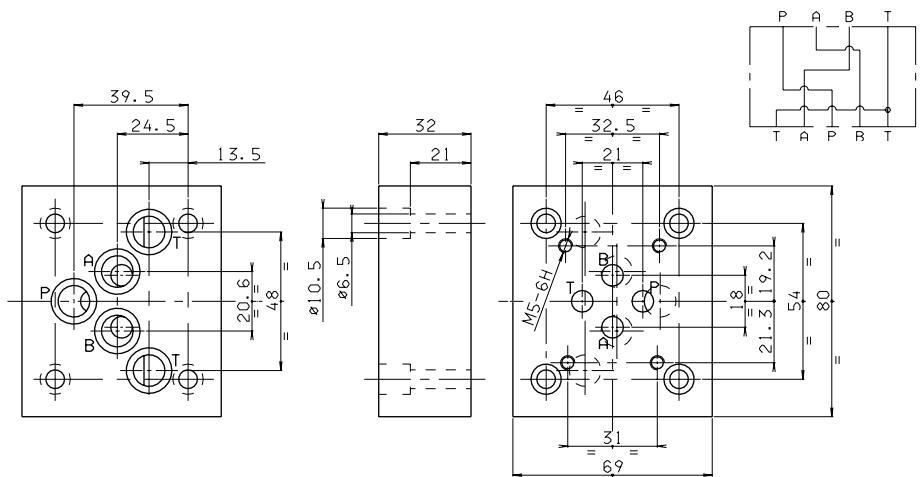 P A B T
T A P B T
39.5
24.5
13.5
32
21
46
= =
32.5
= =
21
= =
T
A
P
B
T
20.6
= =
48
= =
ø10.5
ø6.5
M5-6H
B
T P
A
18
= =
21.3 19.2
54
= =
80
= =
31
= =
69
= =